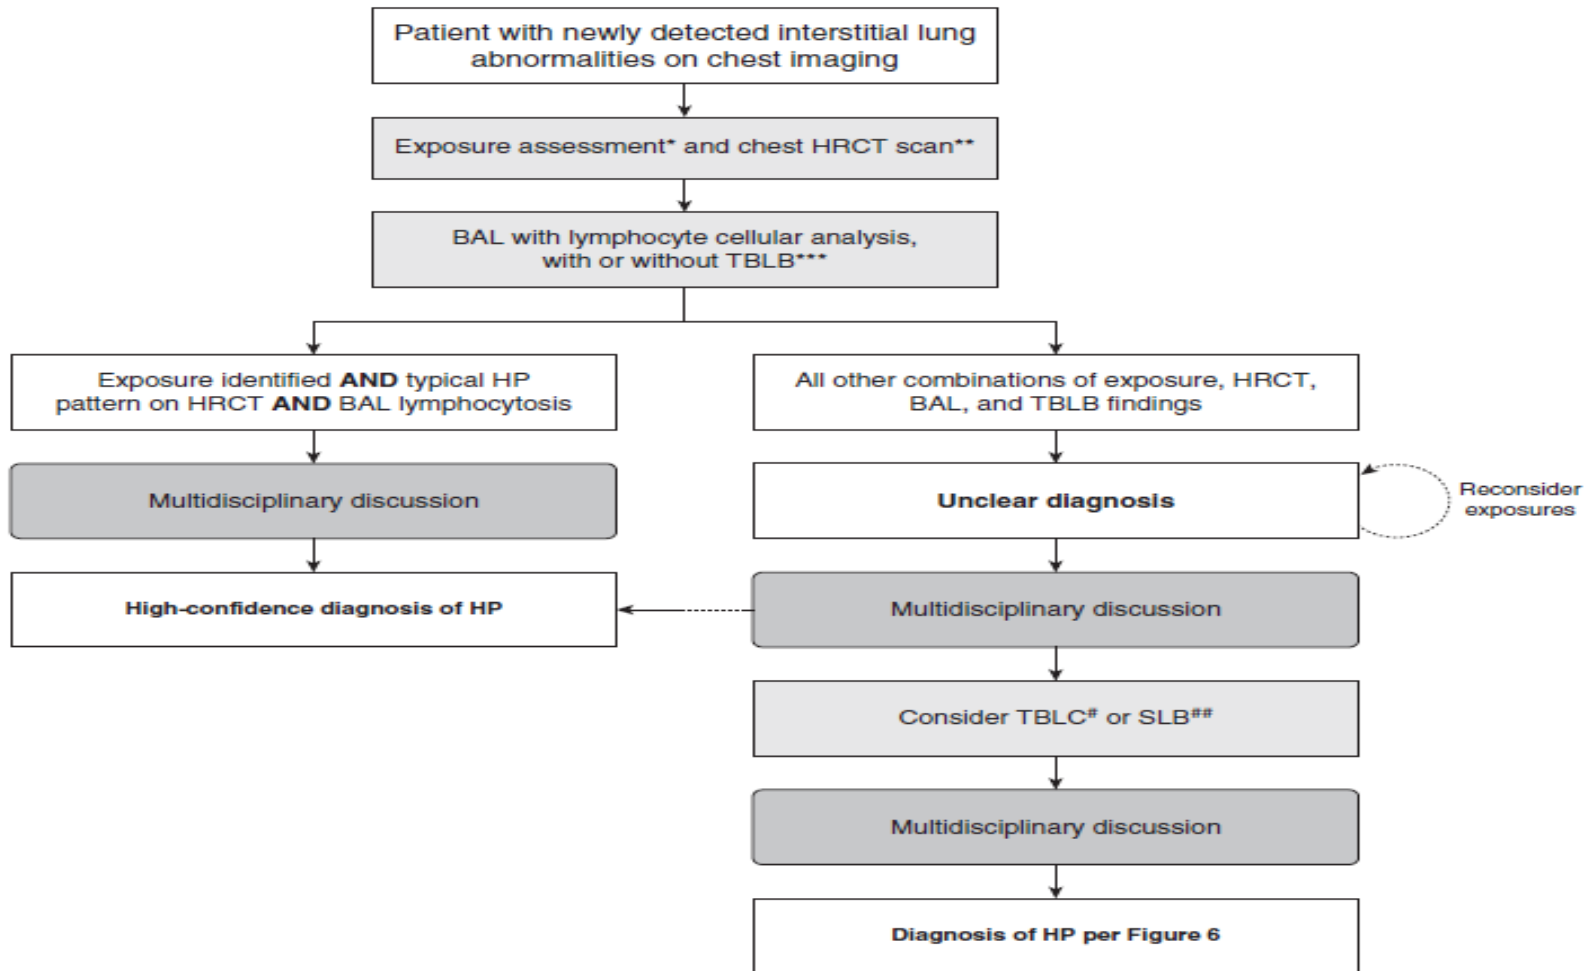 Patient with newly detected interstitial lung
abnormalities on chest imaging
Exposure assessment* and chest HRCT scan**
BAL with lymphocyte cellular analysis,
with or without TBLB***
Exposure identified AND typical HP
pattern on HRCT AND BAL lymphocytosis
Multidisciplinary discussion
High-confidence diagnosis of HP
All other combinations of exposure, HRCT,
BAL, and TBLB findings
Unclear diagnosis
Reconsider
exposures
Multidisciplinary discussion
Consider TBLC# or SLB##
Multidisciplinary discussion
Diagnosis of HP per Figure 6